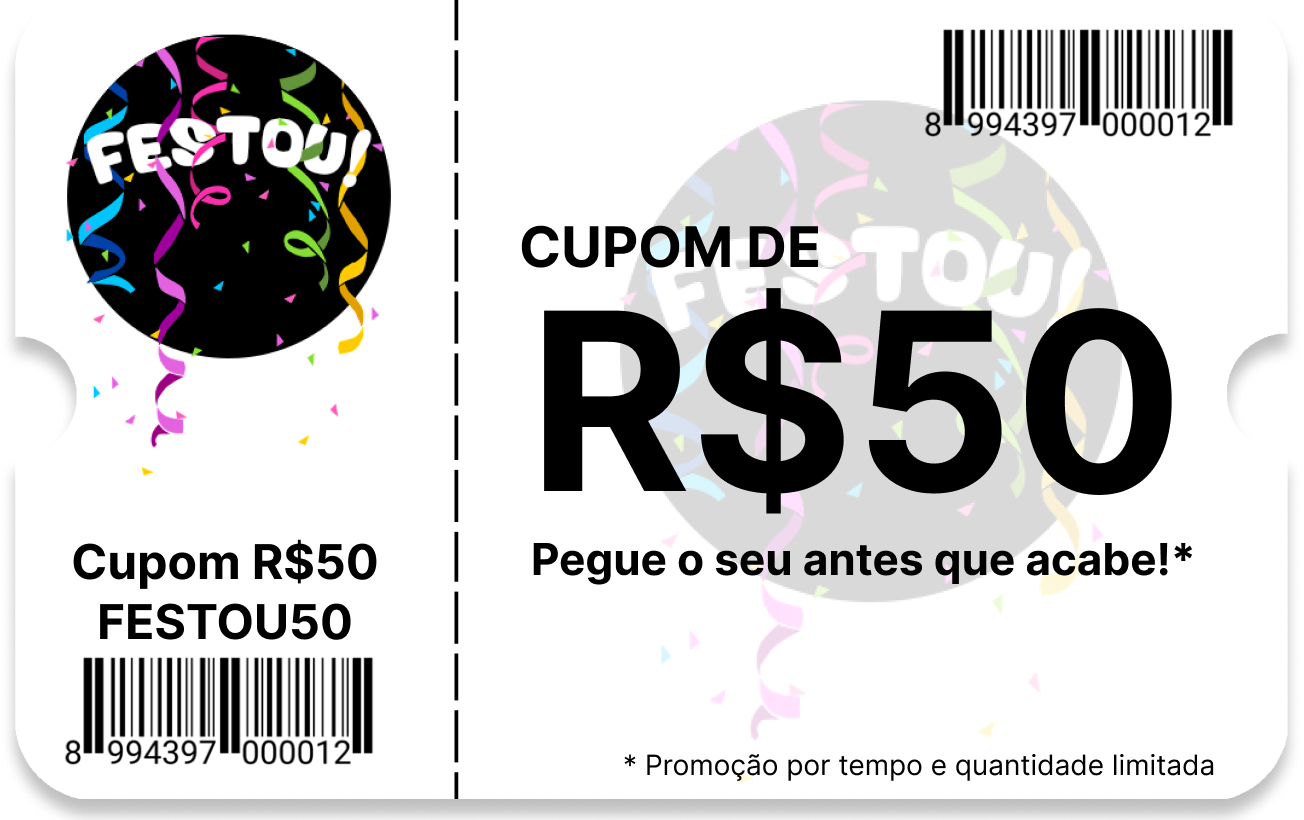 FESTOU!
Cupom R$50
FESTOU50
8 994397 000012
8 994397 000012
FESTOU!
CUPOM DE
R$50
Pegue o seu antes que acabe!*
* Promoção por tempo e quantidade limitada